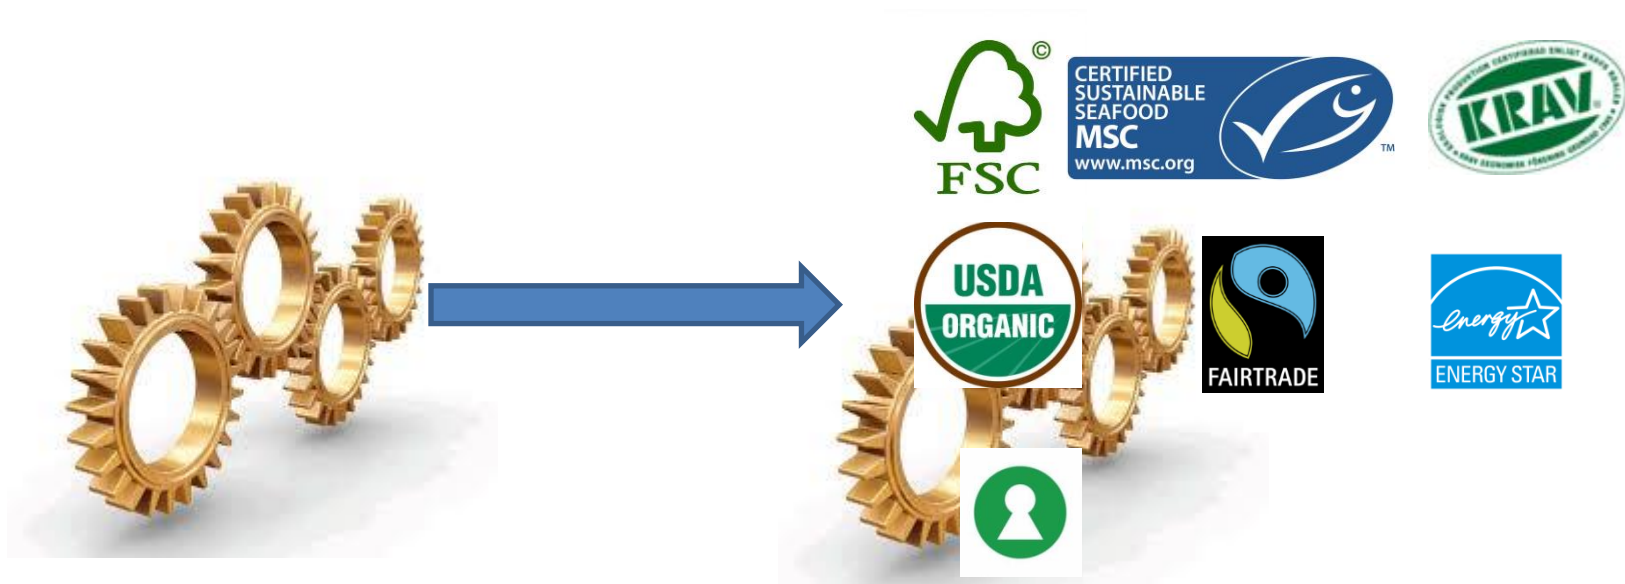 ©
FSC
CERTIFIED
SUSTAINABLE
SEAFOOD
MSC
www.msc.org
TM
KRAV
USDA
ORGANIC
FAIRTRADE
energy
ENERGY STAR